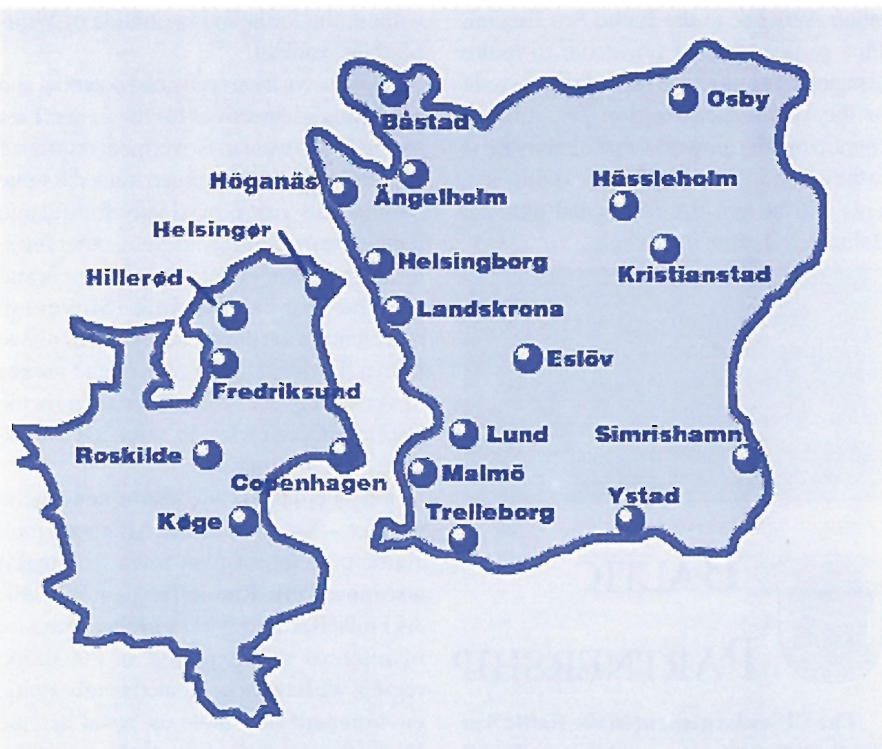 Osby
Båstad
Hässleholm
Höganäs
Ängelholm
Helsingør
Helsingborg
Kristianstad
Hillerød
Landskrona
Eslöv
Fredriksund
Lund
Simrishamn
Roskilde
Copenhagen
Malmö
Ystad
Køge
Trelleborg